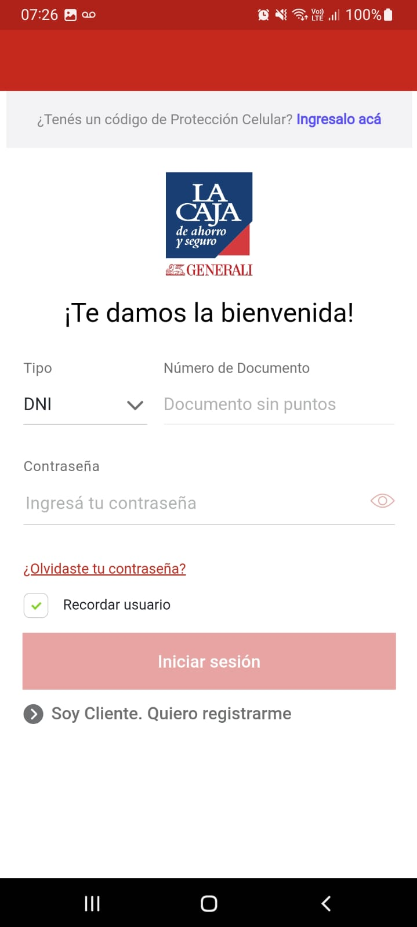 07:26
100%
¿Tenés un código de Protección Celular? Ingresalo acá
LA
CAJA
de ahorro
y seguro
GENERALI
¡Te damos la bienvenida!
Tipo
Número de Documento
DNI
Documento sin puntos
Contraseña
Ingresá tu contraseña
¿Olvidaste tu contraseña?
Recordar usuario
Iniciar sesión
Soy Cliente. Quiero registrarme